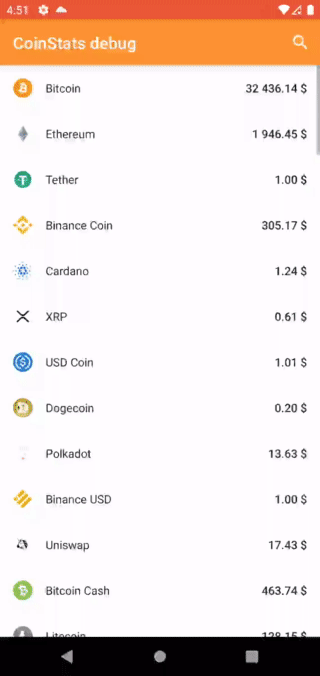 4:51
CoinStats debug
Bitcoin 32 436.14 $
Ethereum 1 946.45 $
Tether 1.00 $
Binance Coin 305.17 $
Cardano 1.24 $
XRP 0.61 $
USD Coin 1.01 $
Dogecoin 0.20 $
Polkadot 13.63 $
Binance USD 1.00 $
Uniswap 17.43 $
Bitcoin Cash 463.74 $
Litecoin 128.15 $